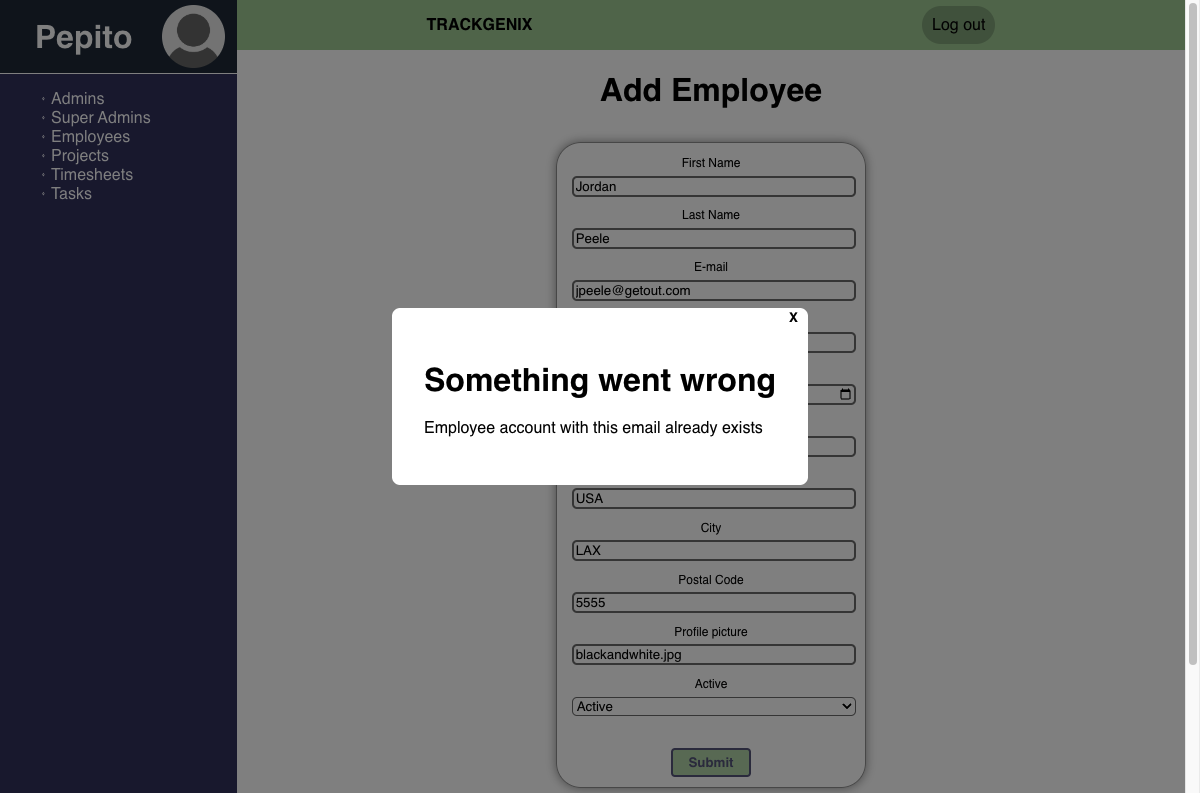 Pepito
TRACKGENIX
Log out
Admins
Super Admins
Employees
Projects
Timesheets
Tasks
Add Employee
First Name
Jordan
Last Name
Peele
E-mail
jpeele@getout.com
X
Something went wrong
Employee account with this email already exists
USA
City
LAX
Postal Code
5555
Profile picture
blackandwhite.jpg
Active
Active
Submit